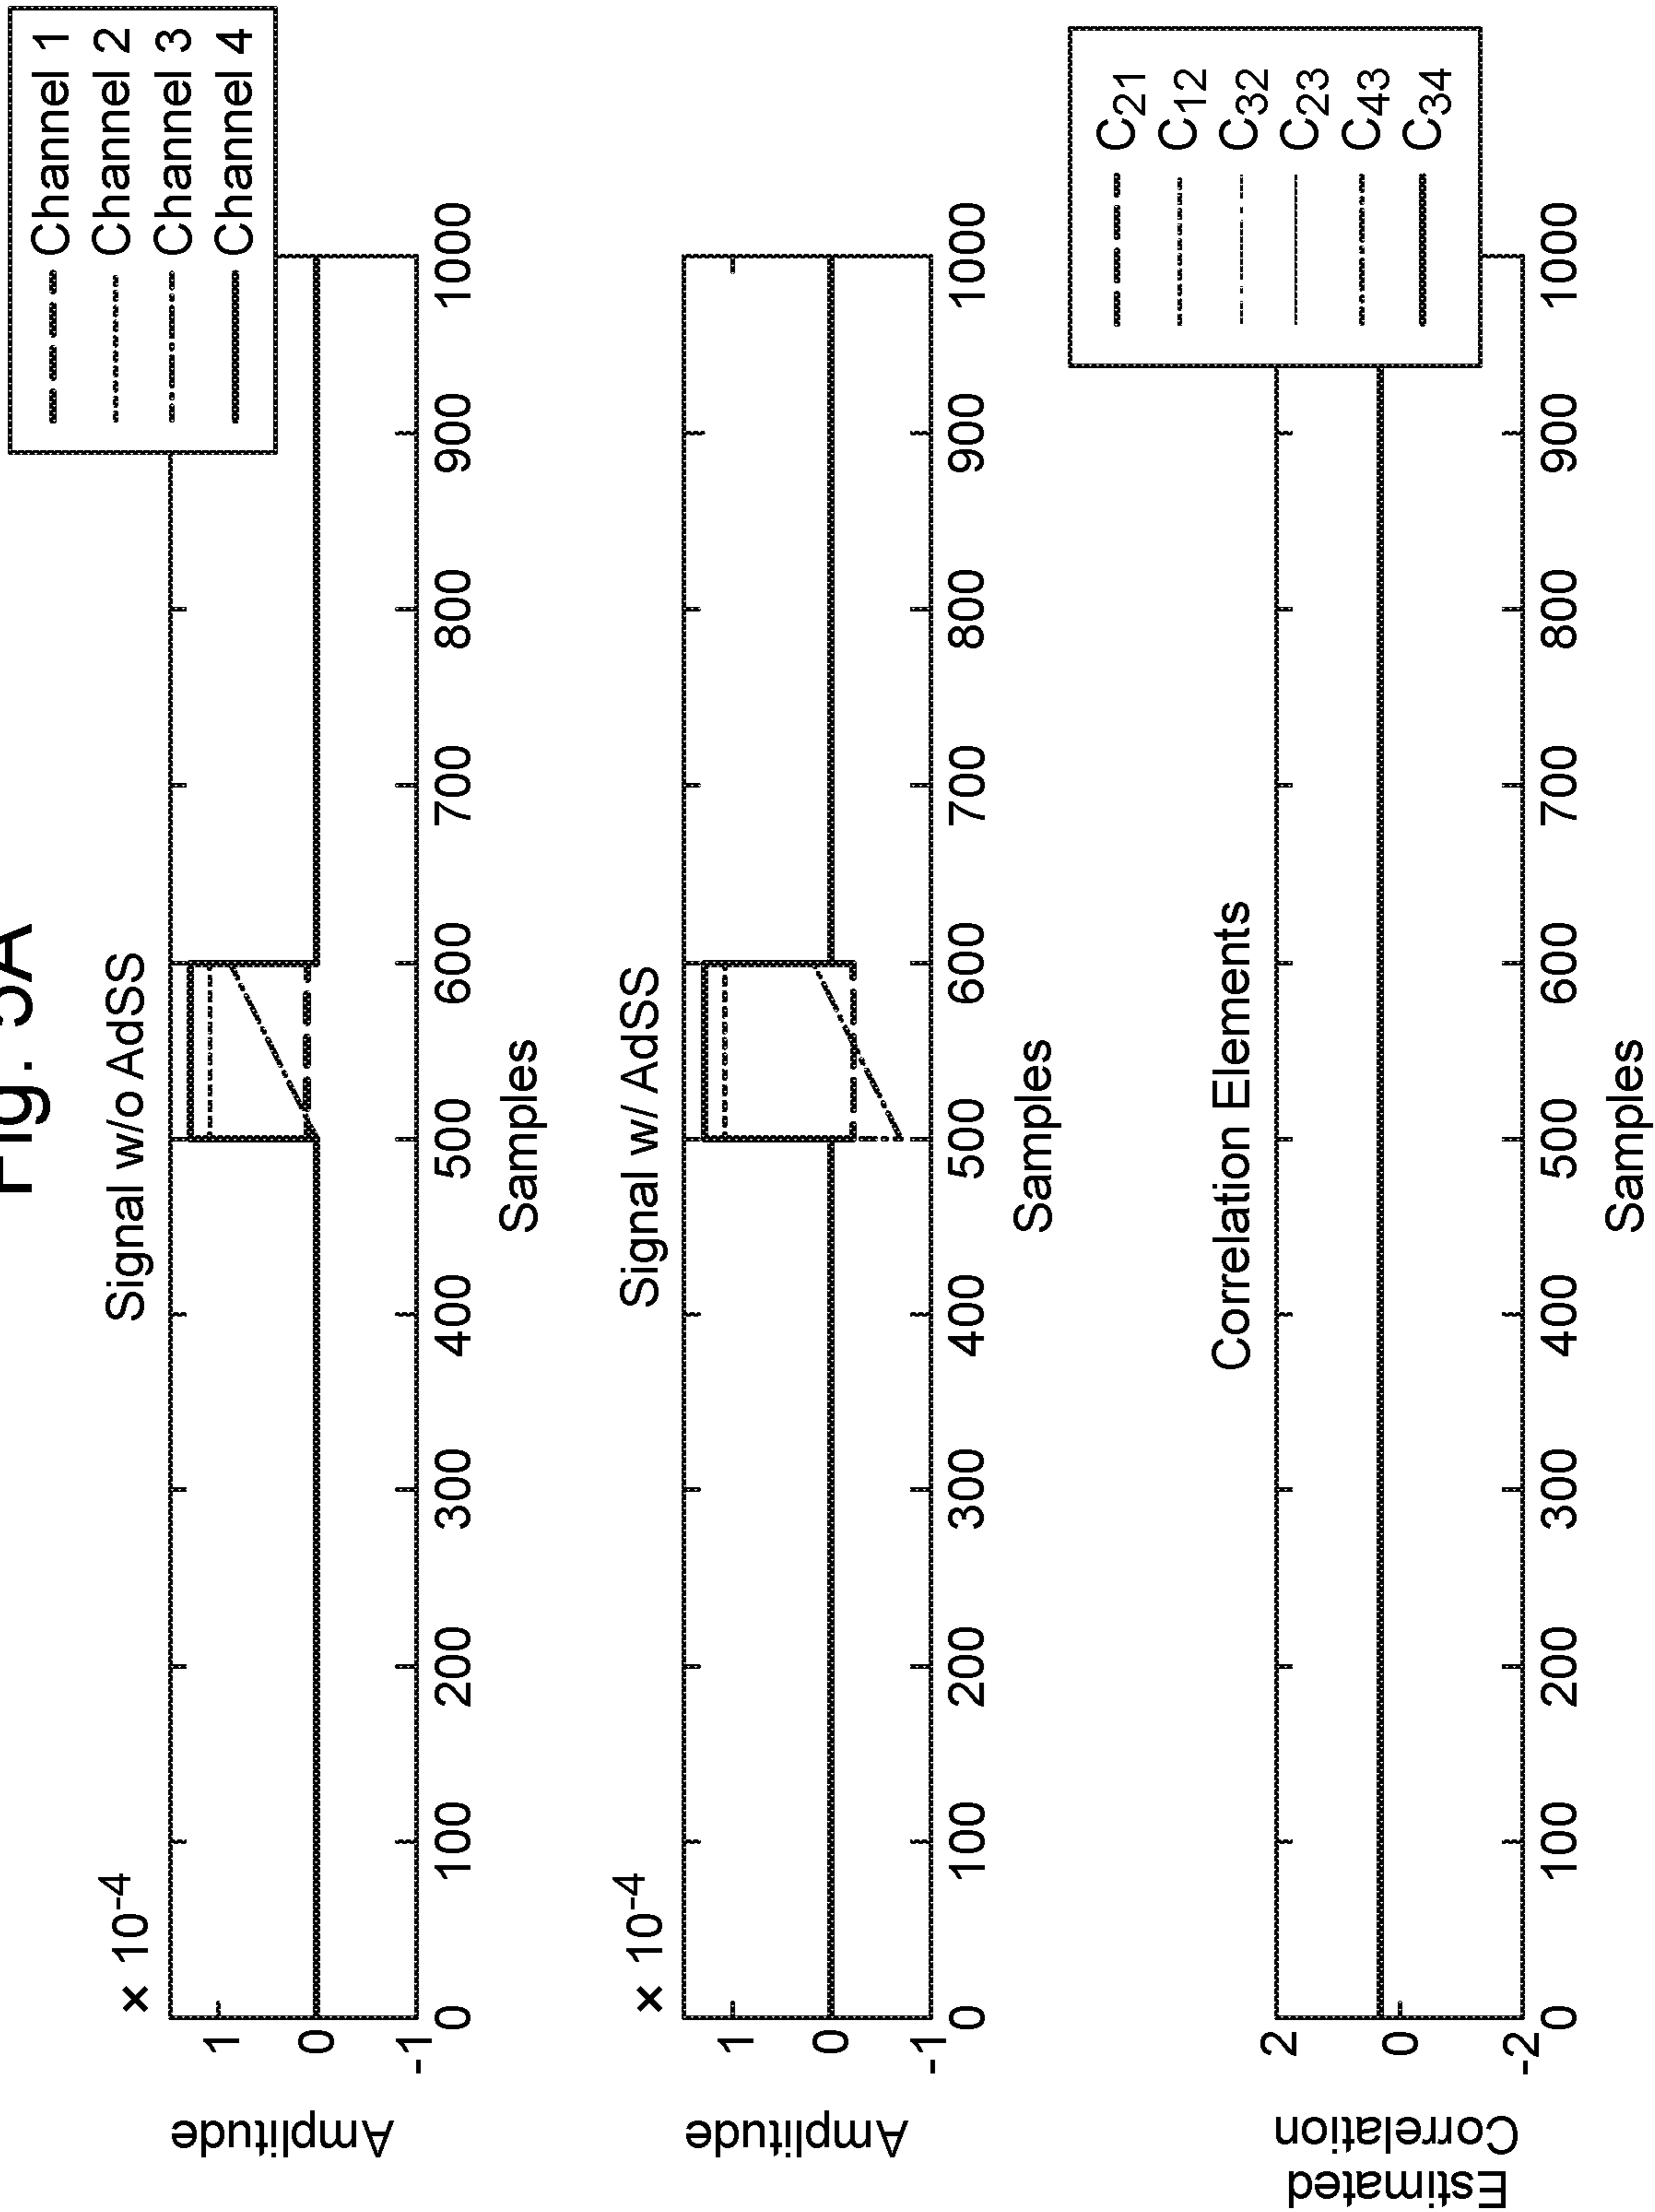 Fig. 5A
Signal w/o AdSS
× 10-4
Channel 1
Channel 2
Channel 3
Channel 4
Amplitude
1
0
-1
0 100 200 300 400 500 600 700 800 900 1000
Samples
Signal w/ AdSS
× 10-4
Amplitude
1
0
-1
0 100 200 300 400 500 600 700 800 900 1000
Samples
Correlation Elements
C21
C12
C32
C23
C43
C34
Estimated
Correlation
2
0
-2
0 100 200 300 400 500 600 700 800 900 1000
Samples